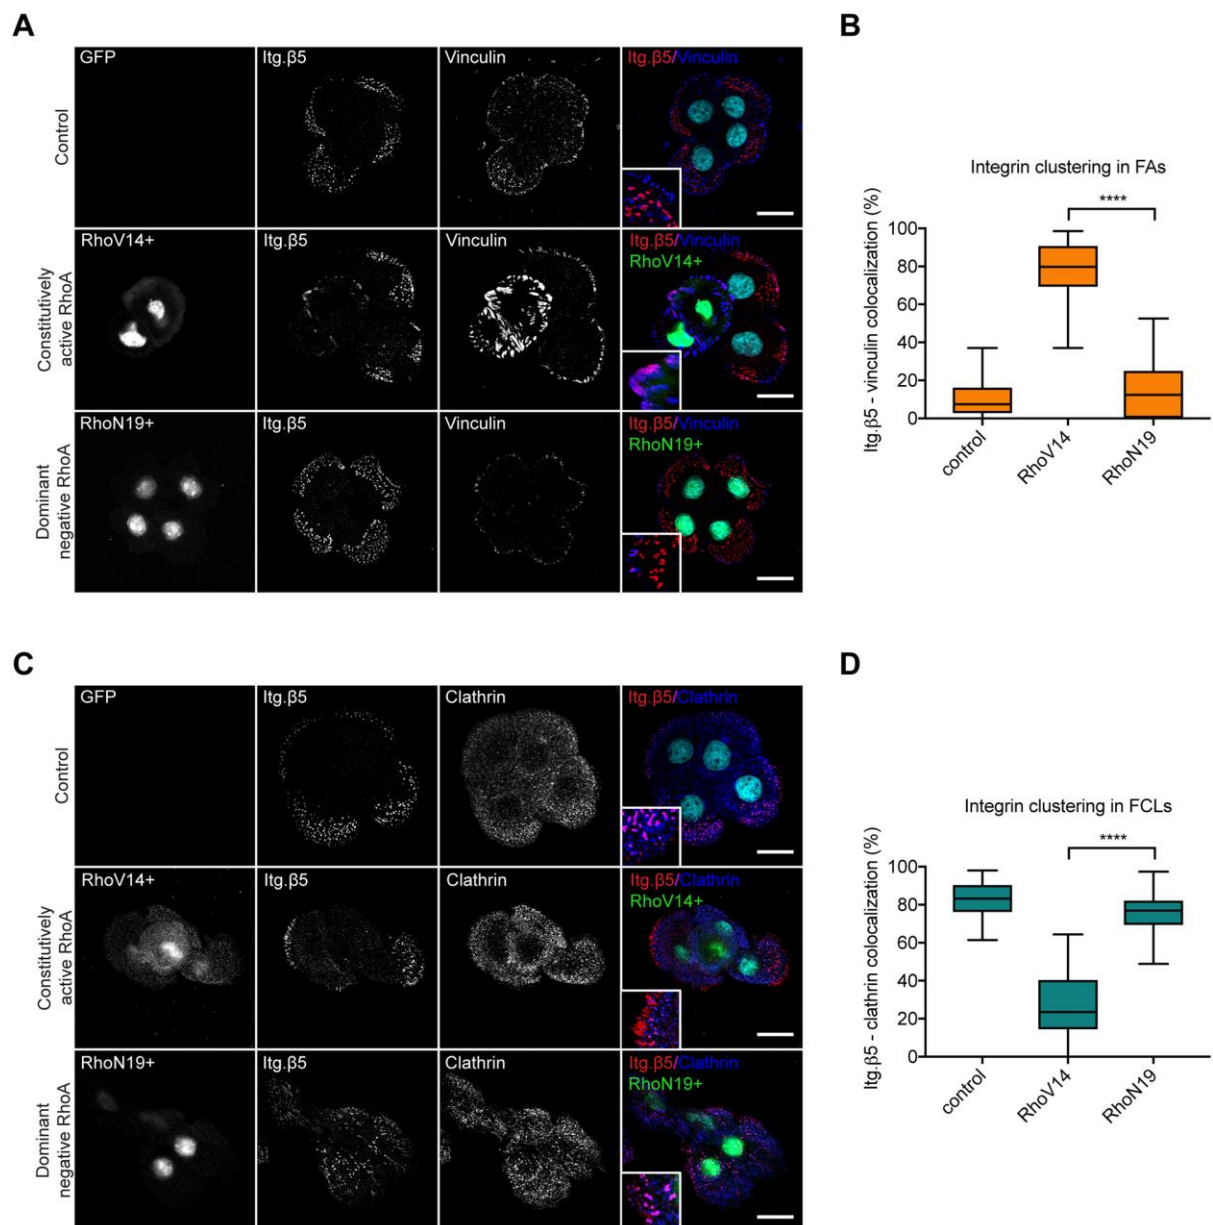 A
GFP
Itg.β5
Vinculin
Itg.β5/Vinculin
Control
RhoV14+
Itg.β5
Vinculin
Itg.β5/Vinculin
RhoV14+
Constitutively
active RhoA
RhoN19+
Itg.β5
Vinculin
Itg.β5/Vinculin
RhoN19+
Dominant
negative RhoA
B
Integrin clustering in FAs
****
Itg.β5 - vinculin colocalization (%)
100
80
60
40
20
0
control
RhoV14
RhoN19
C
GFP
Itg.β5
Clathrin
Itg.β5/Clathrin
Control
RhoV14+
Itg.β5
Clathrin
Itg.β5/Clathrin
RhoV14+
Constitutively
active RhoA
RhoN19+
Itg.β5
Clathrin
Itg.β5/Clathrin
RhoN19+
Dominant
negative RhoA
D
Integrin clustering in FCLs
****
Itg.β5 - clathrin colocalization (%)
100
80
60
40
20
0
control
RhoV14
RhoN19